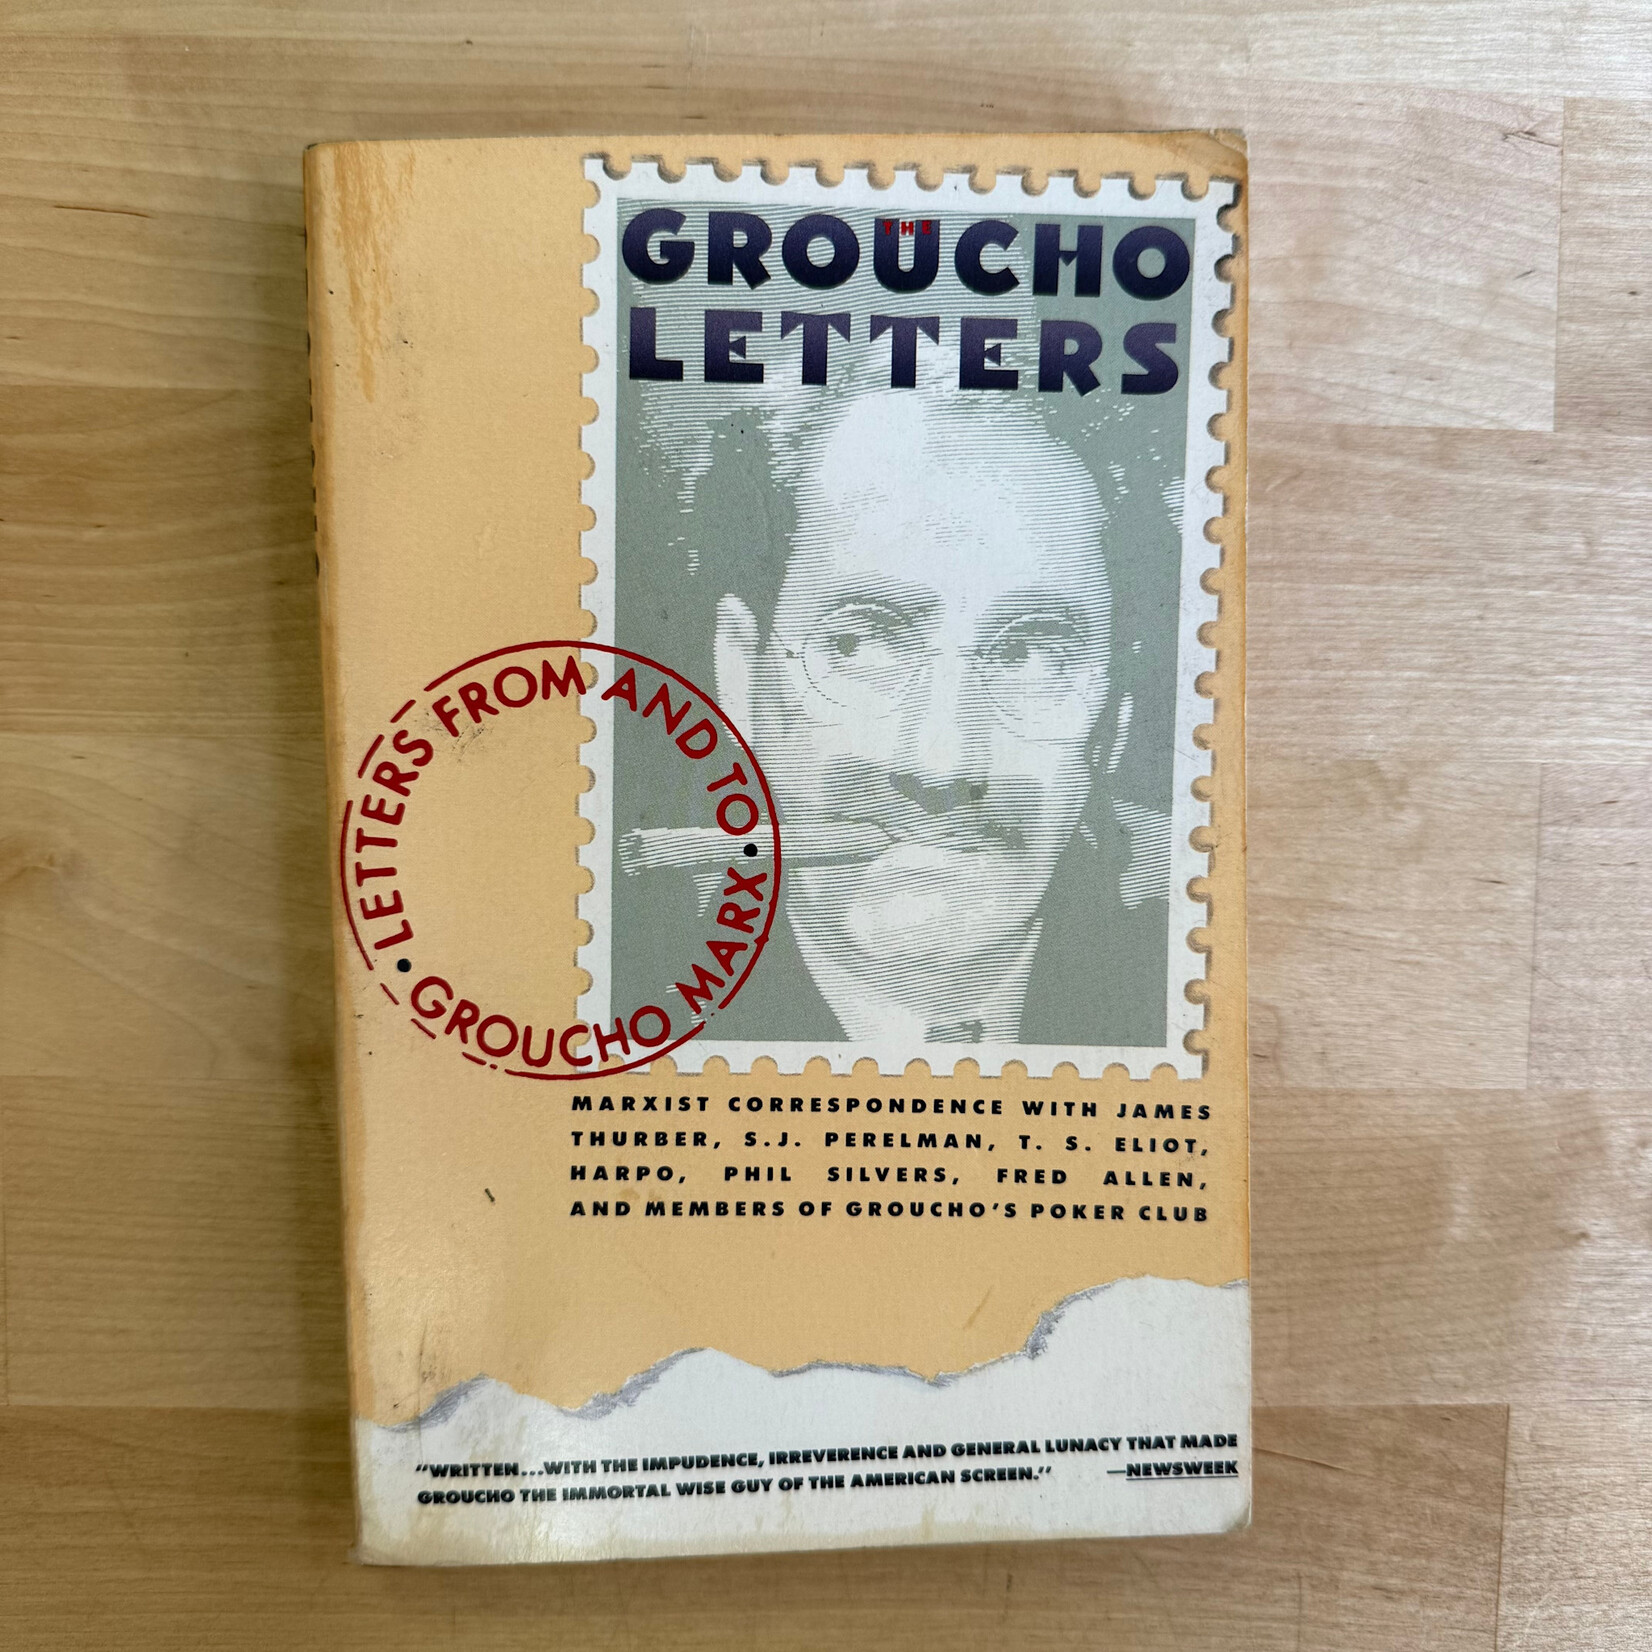 THE
GROUCHO
LETTERS
• LETTERS FROM AND TO •
GROUCHO MARX
MARXIST CORRESPONDENCE WITH JAMES
THURBER, S.J. PERELMAN, T. S. ELIOT,
HARPO, PHIL SILVERS, FRED ALLEN,
AND MEMBERS OF GROUCHO'S POKER CLUB
"WRITTEN...WITH THE IMPUDENCE, IRREVERENCE AND GENERAL LUNACY THAT MADE
GROUCHO THE IMMORTAL WISE GUY OF THE AMERICAN SCREEN." —NEWSWEEK